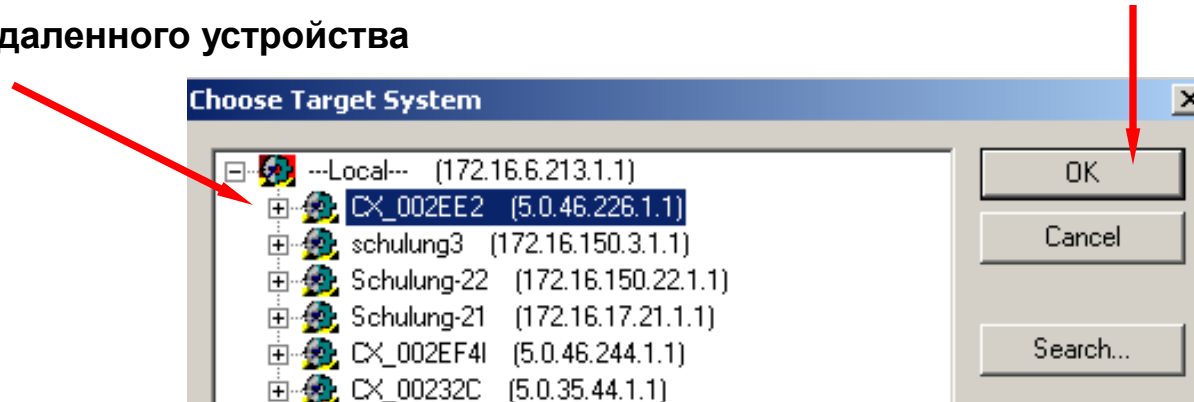 даленного устройства
Choose Target System
---Local--- (172.16.6.213.1.1)
CX_002EE2 (5.0.46.226.1.1)
schulung3 (172.16.150.3.1.1)
Schulung-22 (172.16.150.22.1.1)
Schulung-21 (172.16.17.21.1.1)
CX_002EF4I (5.0.46.244.1.1)
CX_00232C (5.0.35.44.1.1)
OK
Cancel
Search...